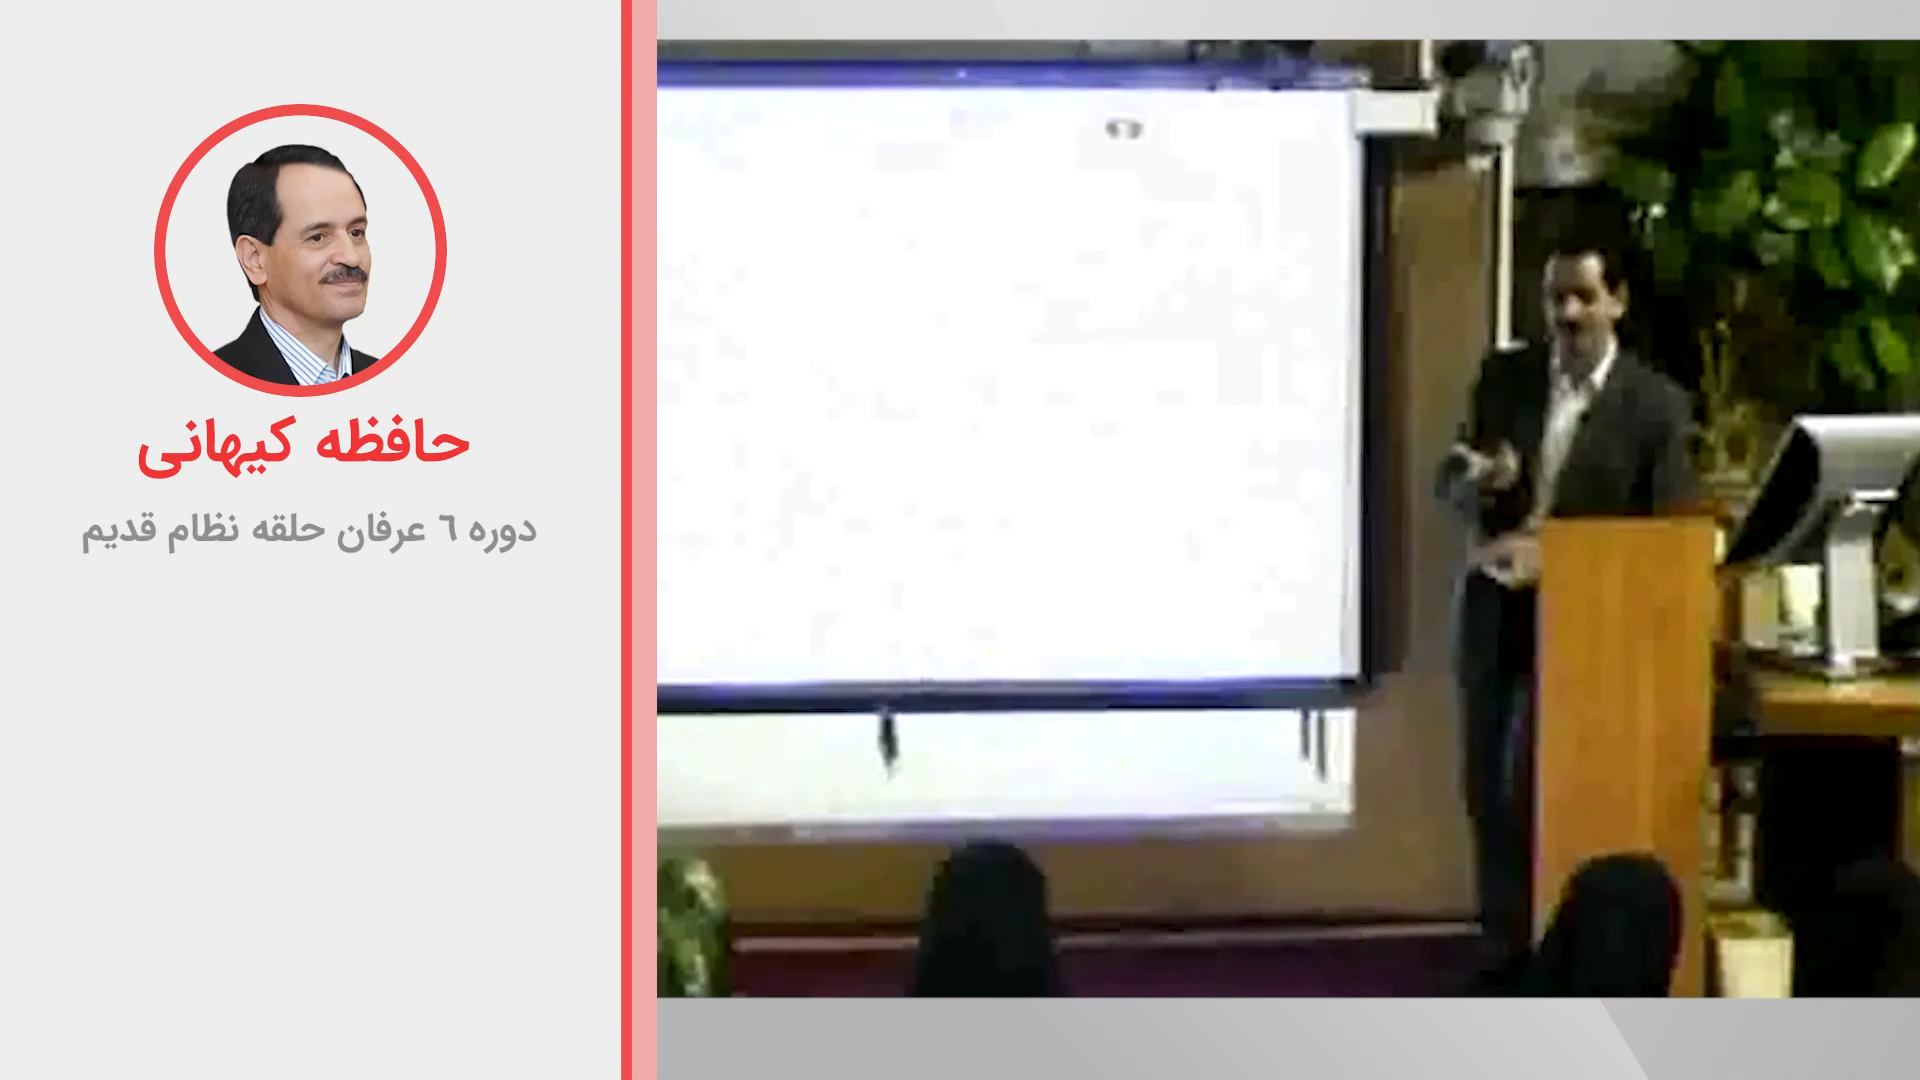 حافظه کیهانی
دوره ٦ عرفان حلقه نظام قدیم